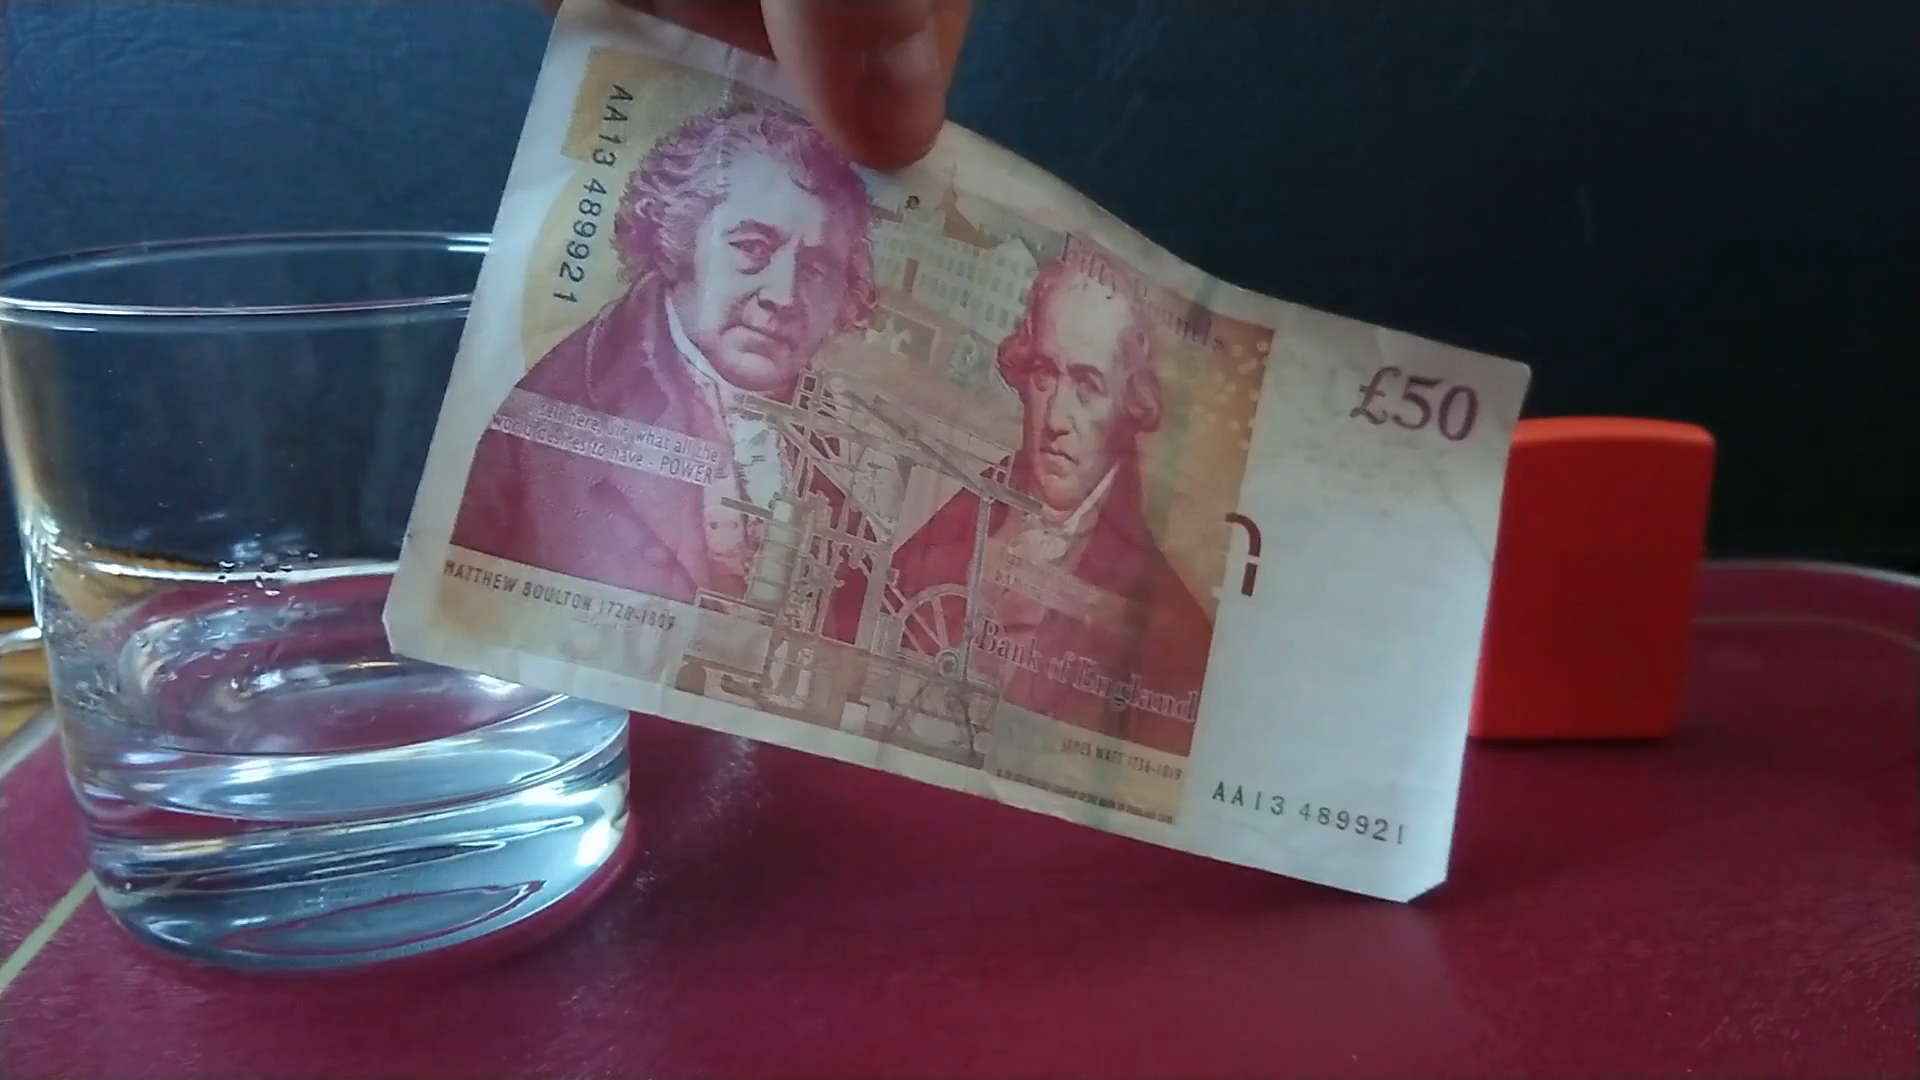 AA13 489921
Fifty Pounds
£50
sell here, Sir, what all the
world desires to have - POWER
MATTHEW BOULTON 1728-1809
Bank of England
JAMES WATT 1736-1819
AA13 489921